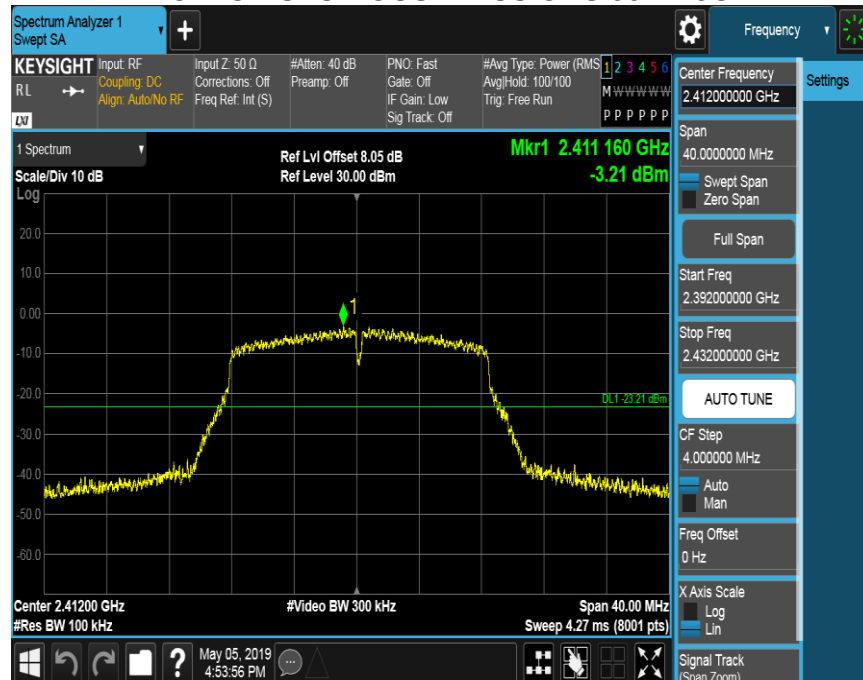 Spectrum Analyzer 1
Swept SA
Frequency
KEYSIGHT
RL
LXI
Input: RF
Coupling: DC
Align: Auto/No RF
Input Z: 50 Ω
Corrections: Off
Freq Ref: Int (S)
#Atten: 40 dB
Preamp: Off
PNO: Fast
Gate: Off
IF Gain: Low
Sig Track: Off
#Avg Type: Power (RMS
Avg|Hold: 100/100
Trig: Free Run
1 2 3 4 5 6
M W W W W W
P P P P P P
Center Frequency
2.412000000 GHz
Settings
Span
40.0000000 MHz
Swept Span
Zero Span
Full Span
Start Freq
2.392000000 GHz
Stop Freq
2.432000000 GHz
AUTO TUNE
CF Step
4.000000 MHz
Auto
Man
Freq Offset
0 Hz
X Axis Scale
Log
Lin
Signal Track
(Span Zoom)
1 Spectrum
Scale/Div 10 dB
Log
Ref Lvl Offset 8.05 dB
Ref Level 30.00 dBm
Mkr1 2.411 160 GHz
-3.21 dBm
20.0
10.0
0.00
1
-10.0
-20.0
DL1 -23.21 dBm
-30.0
-40.0
-50.0
-60.0
Center 2.41200 GHz
#Video BW 300 kHz
Span 40.00 MHz
#Res BW 100 kHz
Sweep 4.27 ms (8001 pts)
May 05, 2019
4:53:56 PM